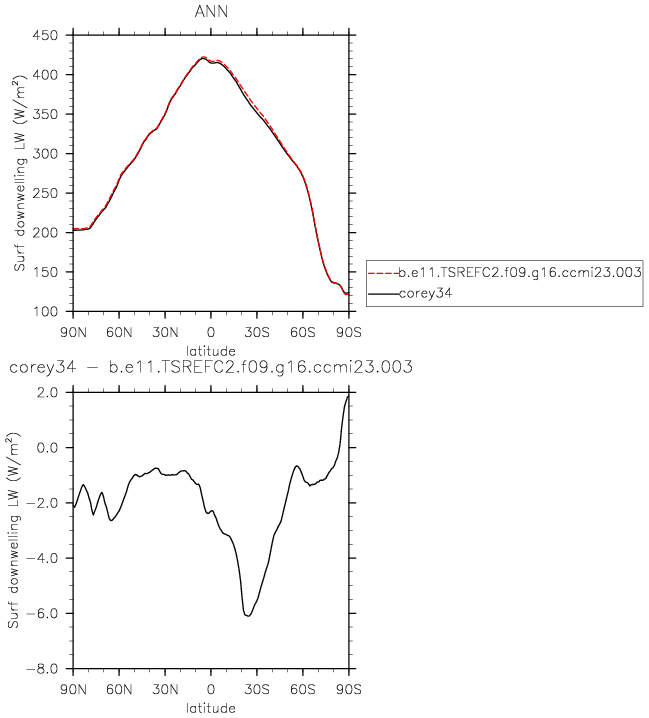 ANN
450
400
350
300
250
200
150
100
Surf downwelling LW (W/m²)
90N 60N 30N 0 30S 60S 90S
latitude
b.e11.TSREFC2.f09.g16.ccmi23.003
corey34
corey34 − b.e11.TSREFC2.f09.g16.ccmi23.003
2.0
0.0
−2.0
−4.0
−6.0
−8.0
Surf downwelling LW (W/m²)
90N 60N 30N 0 30S 60S 90S
latitude